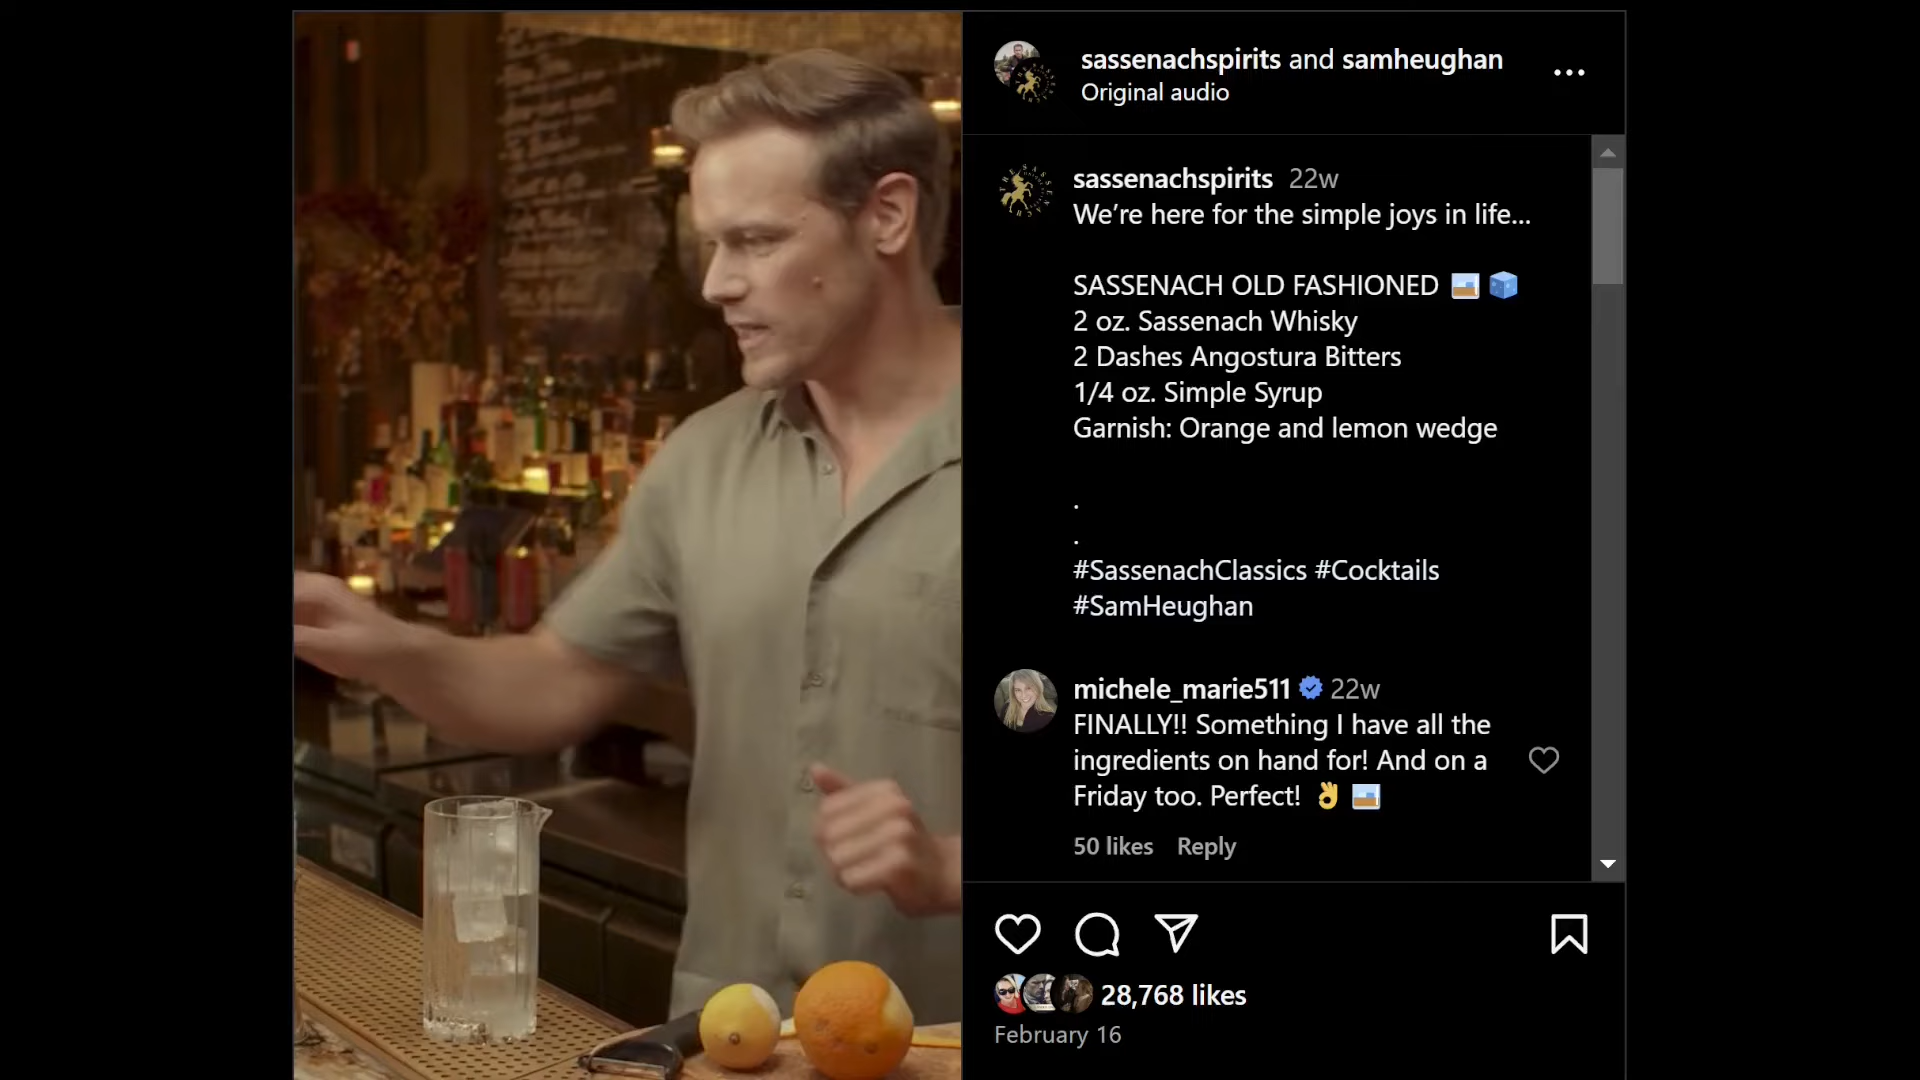 sassenachspirits and samheughan
Original audio
sassenachspirits 22w
We’re here for the simple joys in life...
SASSENACH OLD FASHIONED 🥃 🧊
2 oz. Sassenach Whisky
2 Dashes Angostura Bitters
1/4 oz. Simple Syrup
Garnish: Orange and lemon wedge
.
.
#SassenachClassics #Cocktails
#SamHeughan
michele_marie511 22w
FINALLY!! Something I have all the
ingredients on hand for! And on a
Friday too. Perfect! 👌 🥃
50 likes Reply
28,768 likes
February 16